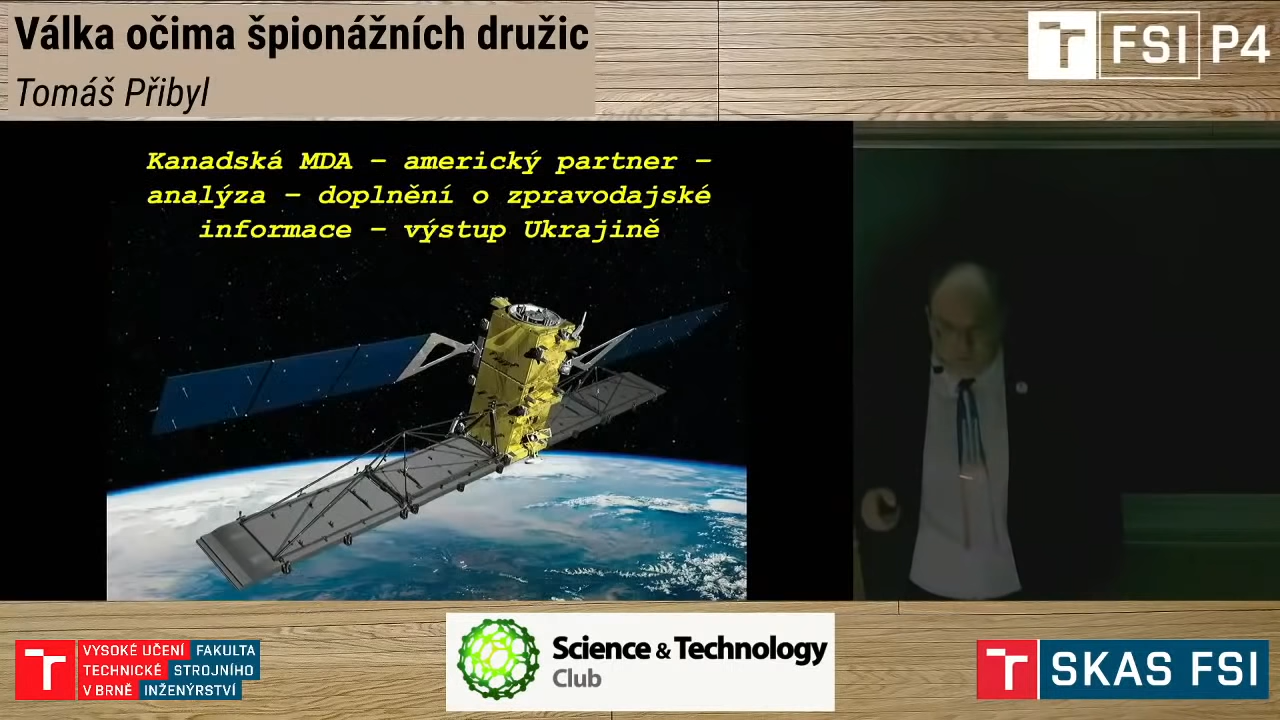 Válka očima špionážních družic
Tomáš Přibyl
FSI P4
Kanadská MDA – americký partner –
analýza – doplnění o zpravodajské
informace – výstup Ukrajině
VYSOKÉ UČENÍ FAKULTA
TECHNICKÉ STROJNÍHO
V BRNĚ INŽENÝRSTVÍ
Science & Technology
Club
SKAS FSI